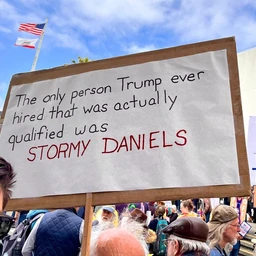 The only person Trump ever
hired that was actually
qualified was
STORMY DANIELS